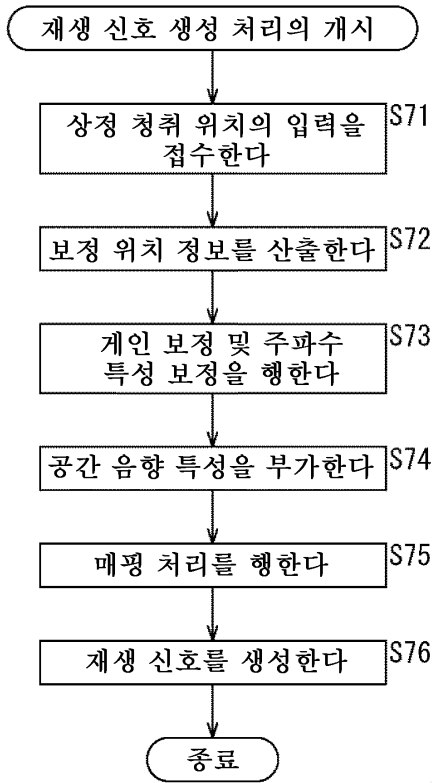 재생 신호 생성 처리의 개시
S71
상정 청취 위치의 입력을
접수한다
S72
보정 위치 정보를 산출한다
S73
게인 보정 및 주파수
특성 보정을 행한다
S74
공간 음향 특성을 부가한다
S75
매핑 처리를 행한다
S76
재생 신호를 생성한다
종료